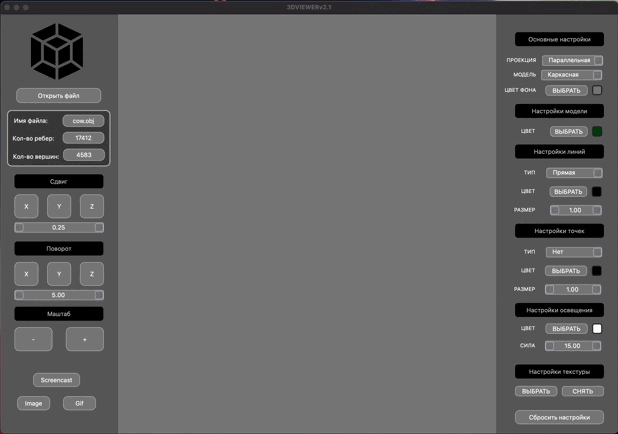 3DVIEWERv2.1
Открыть файл
Имя файла: cow.obj
Кол-во ребер: 17412
Кол-во вершин: 4583
Сдвиг
X Y Z
0.25
Поворот
X Y Z
5.00
Маштаб
- +
Screencast
Image Gif
Основные настройки
ПРОЕКЦИЯ Параллельная
МОДЕЛЬ Каркасная
ЦВЕТ ФОНА ВЫБРАТЬ
Настройки модели
ЦВЕТ ВЫБРАТЬ
Настройки линий
ТИП Прямая
ЦВЕТ ВЫБРАТЬ
РАЗМЕР 1.00
Настройки точек
ТИП Нет
ЦВЕТ ВЫБРАТЬ
РАЗМЕР 1.00
Настройки освещения
ЦВЕТ ВЫБРАТЬ
СИЛА 15.00
Настройки текстуры
ВЫБРАТЬ СНЯТЬ
Сбросить настройки